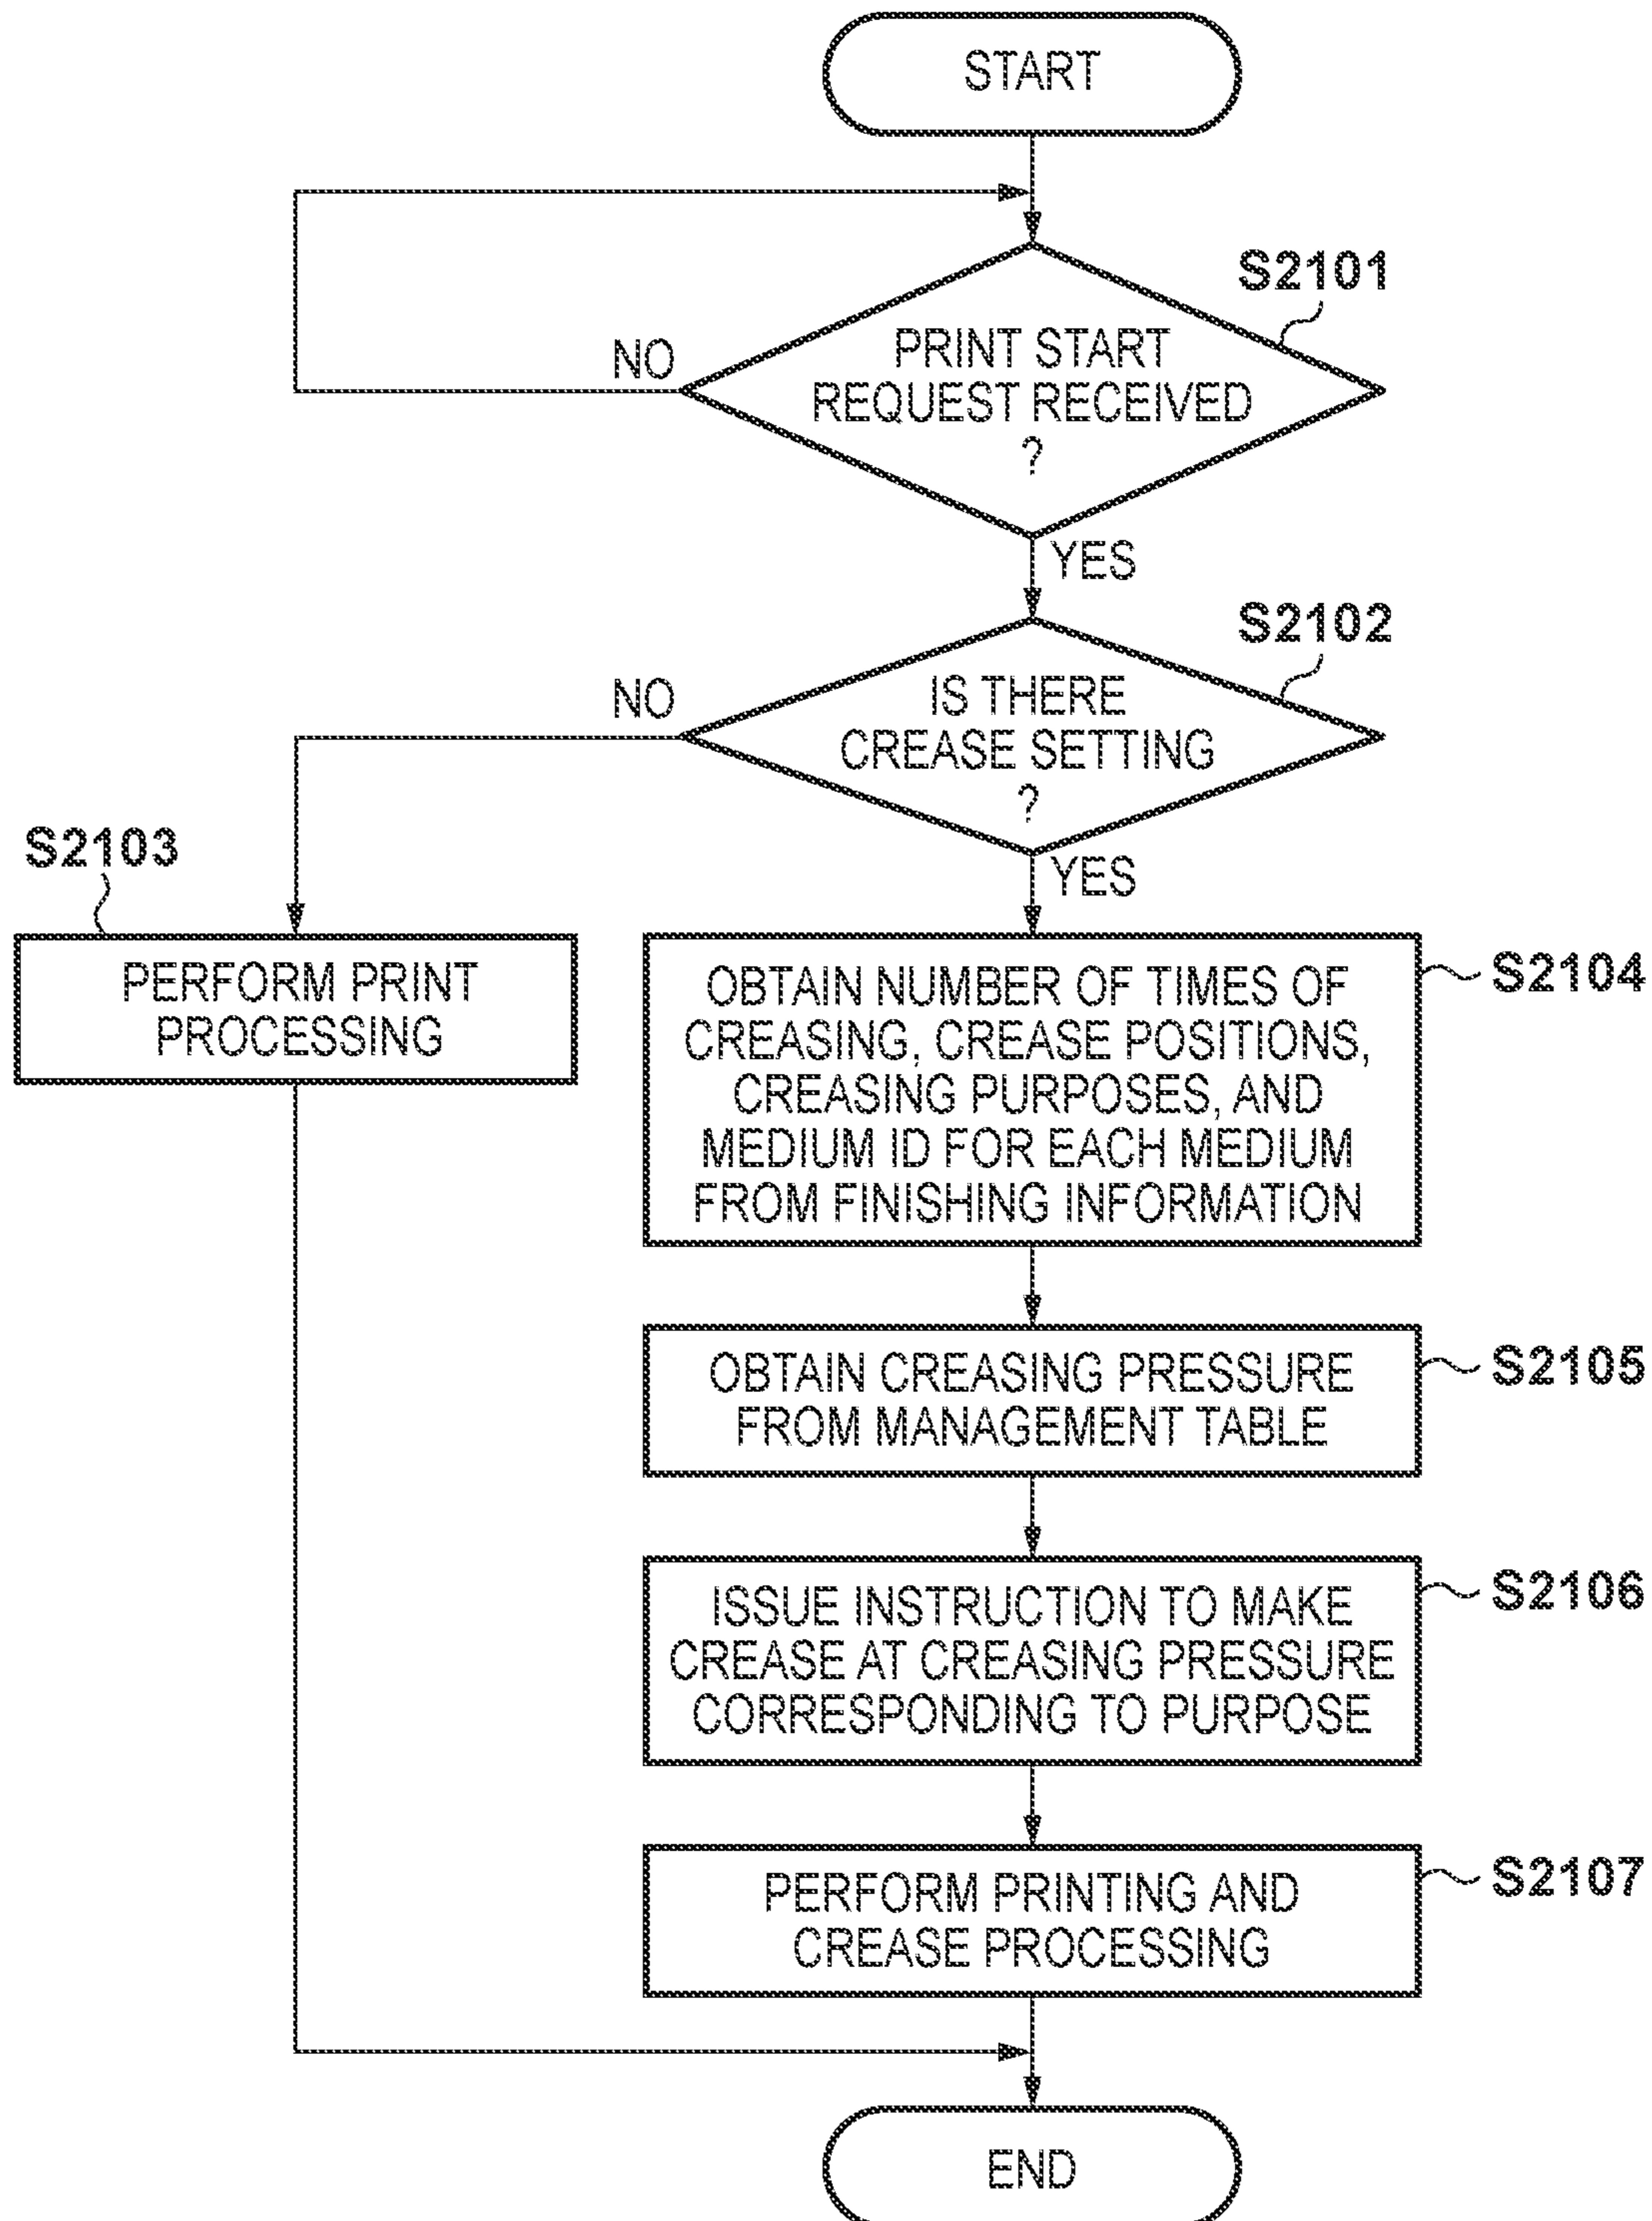 START
S2101
PRINT START
REQUEST RECEIVED
?
NO
YES
S2102
IS THERE
CREASE SETTING
?
NO
YES
S2103
PERFORM PRINT
PROCESSING
S2104
OBTAIN NUMBER OF TIMES OF
CREASING, CREASE POSITIONS,
CREASING PURPOSES, AND
MEDIUM ID FOR EACH MEDIUM
FROM FINISHING INFORMATION
S2105
OBTAIN CREASING PRESSURE
FROM MANAGEMENT TABLE
S2106
ISSUE INSTRUCTION TO MAKE
CREASE AT CREASING PRESSURE
CORRESPONDING TO PURPOSE
S2107
PERFORM PRINTING AND
CREASE PROCESSING
END